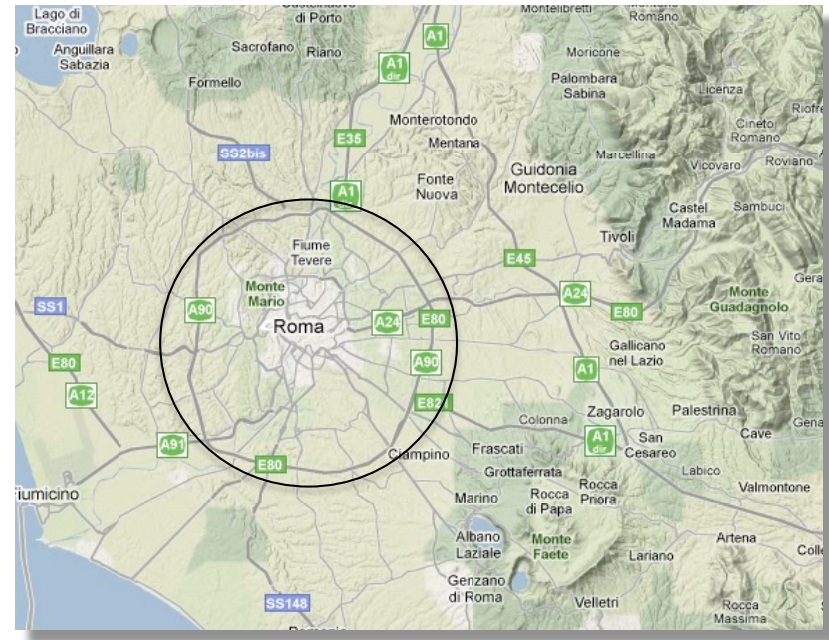 Lago di
Bracciano
Anguillara
Sabazia
di Porto
Montelibretti
Romano
A1
Sacrofano
Riano
A1
dir
Formello
Moricone
Palombara
Sabina
Licenza
Monterotondo
Mentana
E35
SS2bis
Cineto
Romano
Marcellina
Vicovaro
Roviano
Guidonia
Montecelio
Fonte
Nuova
A1
Castel
Madama
Sambuci
Tivoli
Fiume
Tevere
E45
Monte
Mario
A24
Monte
Guadagnolo
SS1
A90
E80
Roma
A24
E80
San Vito
Romano
Gallicano
nel Lazio
E80
A90
A1
A12
E82
Colonna
Zagarolo
Palestrina
Cave
A91
A1
dir
San
Cesareo
Ciampino
Frascati
E80
Grottaferrata
Labico
Rocca
Priora
Valmontone
Fiumicino
Marino
Rocca
di Papa
Albano
Laziale
Monte
Faete
Artena
Lariano
Genzano
di Roma
SS148
Velletri
Rocca
Massima